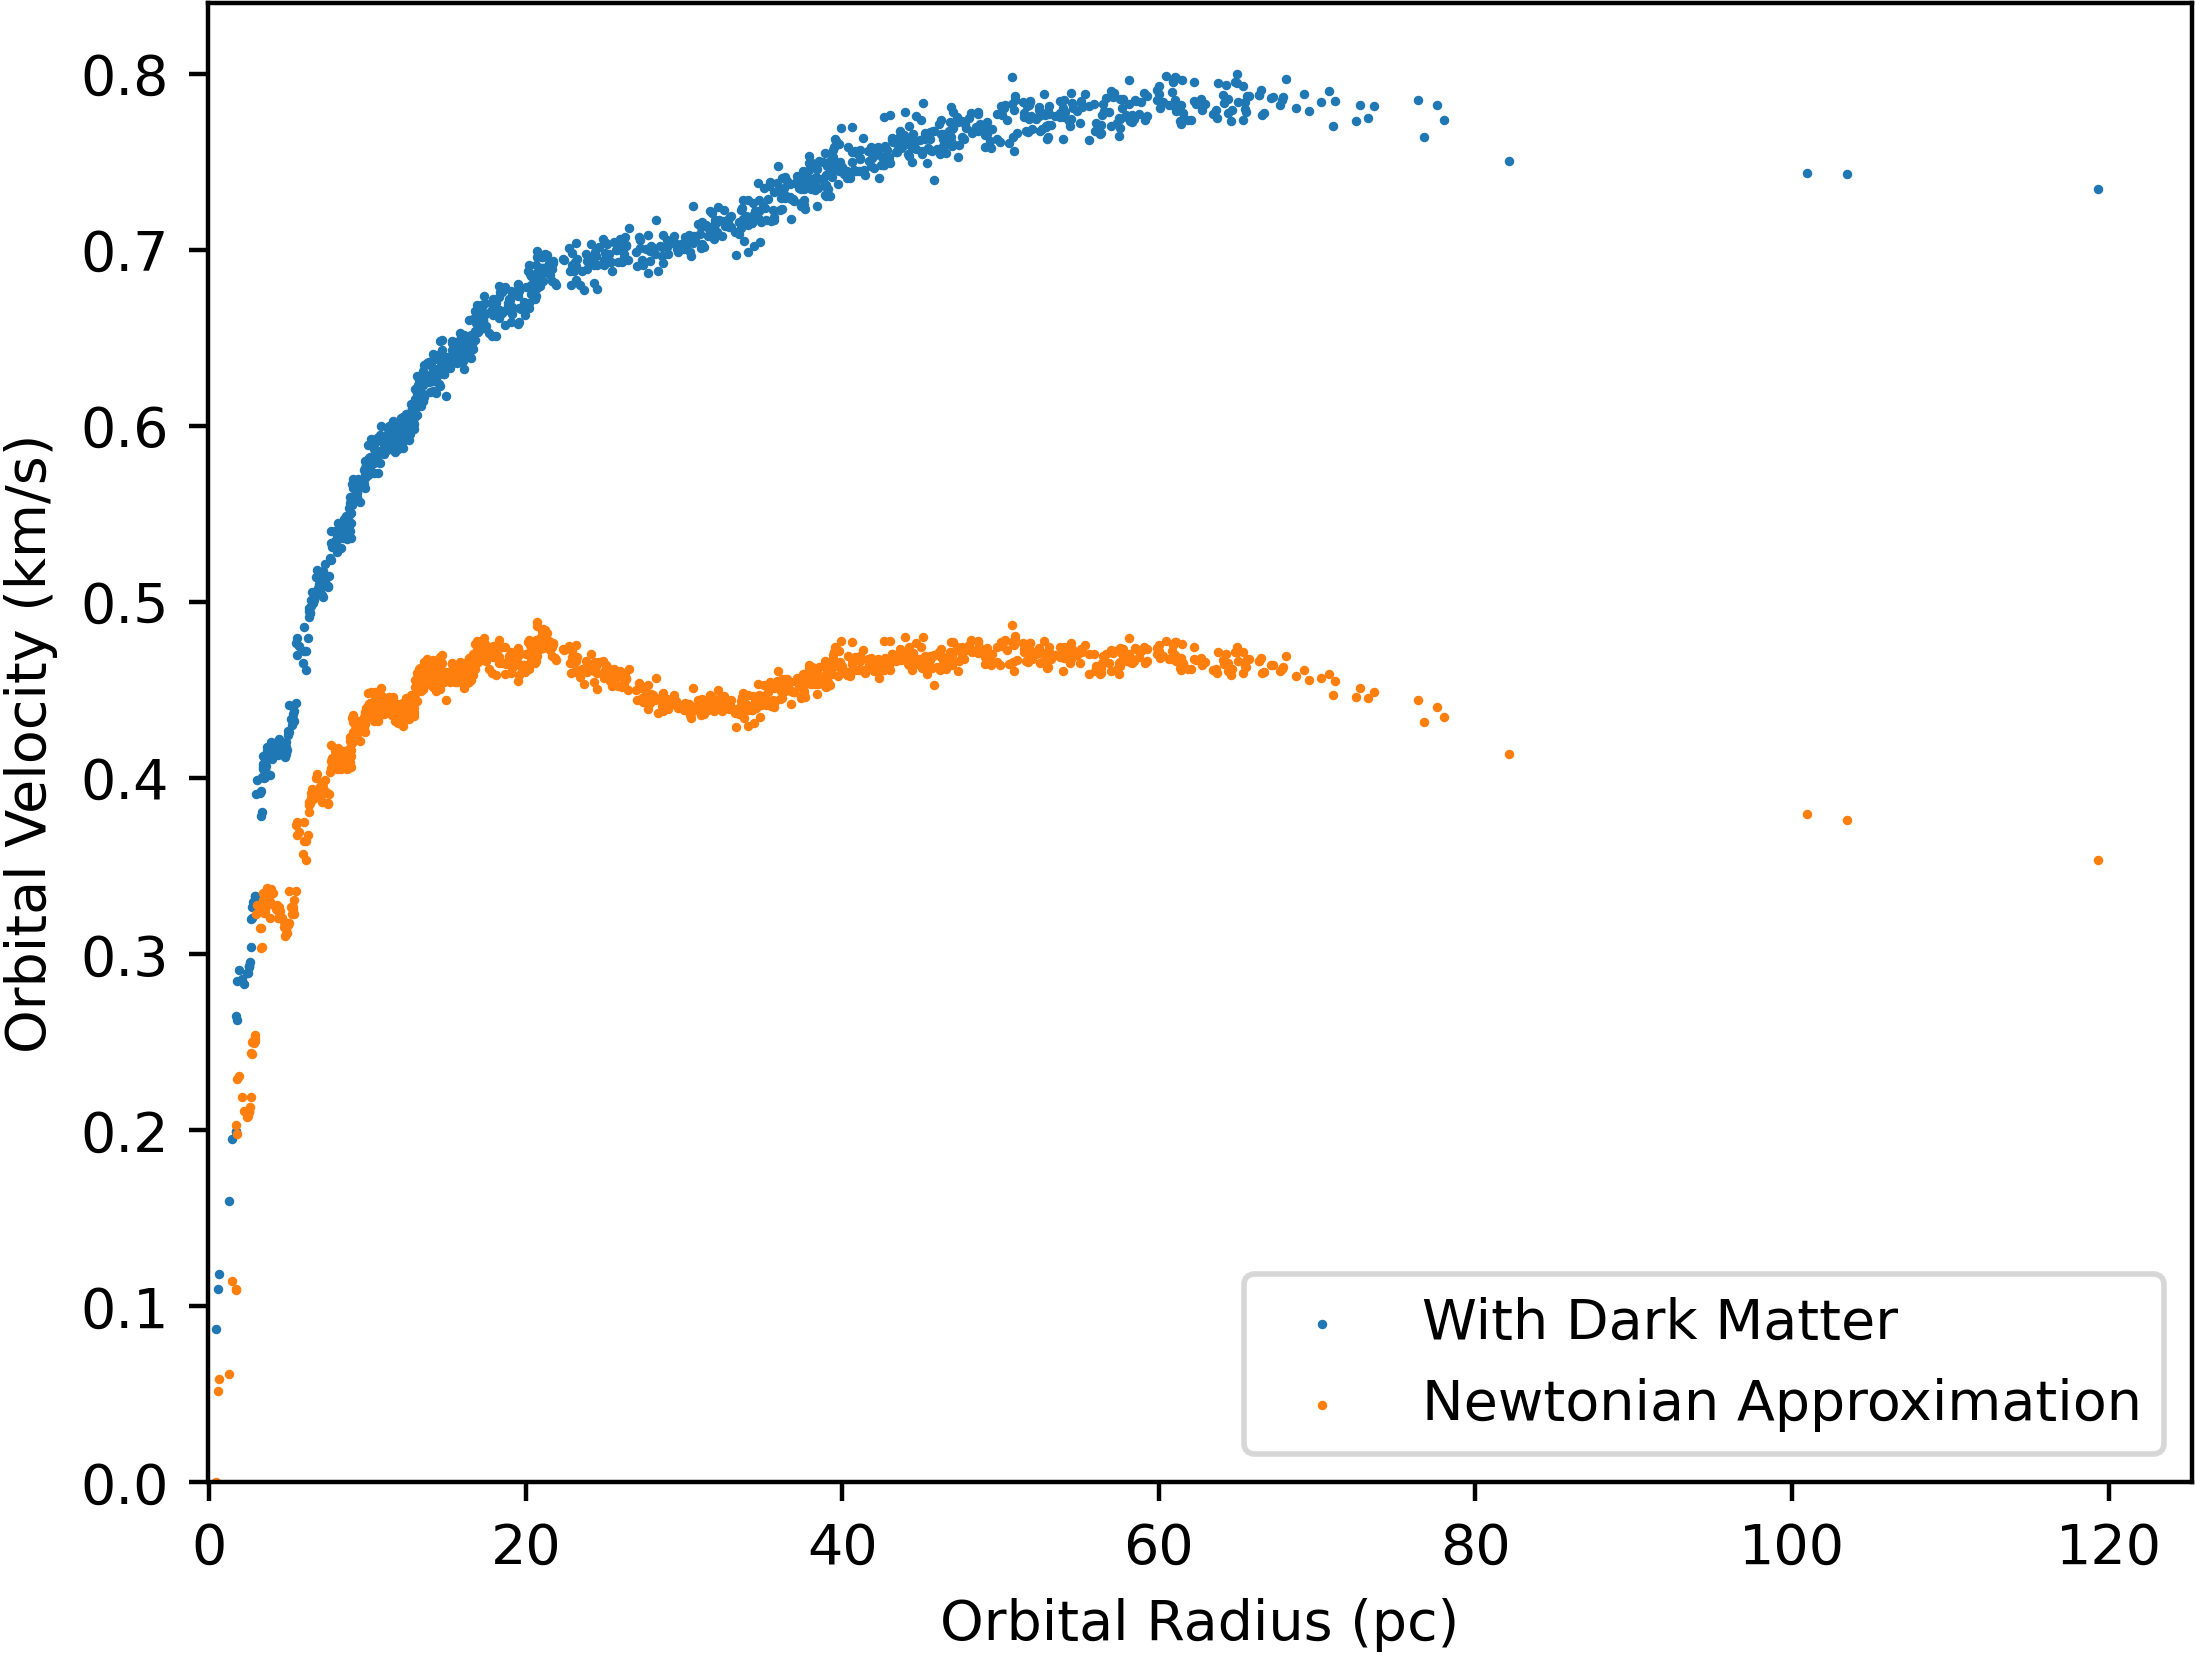 0.8
0.7
0.6
0.5
0.4
0.3
0.2
0.1
0.0
Orbital Velocity (km/s)
With Dark Matter
Newtonian Approximation
0 20 40 60 80 100 120
Orbital Radius (pc)